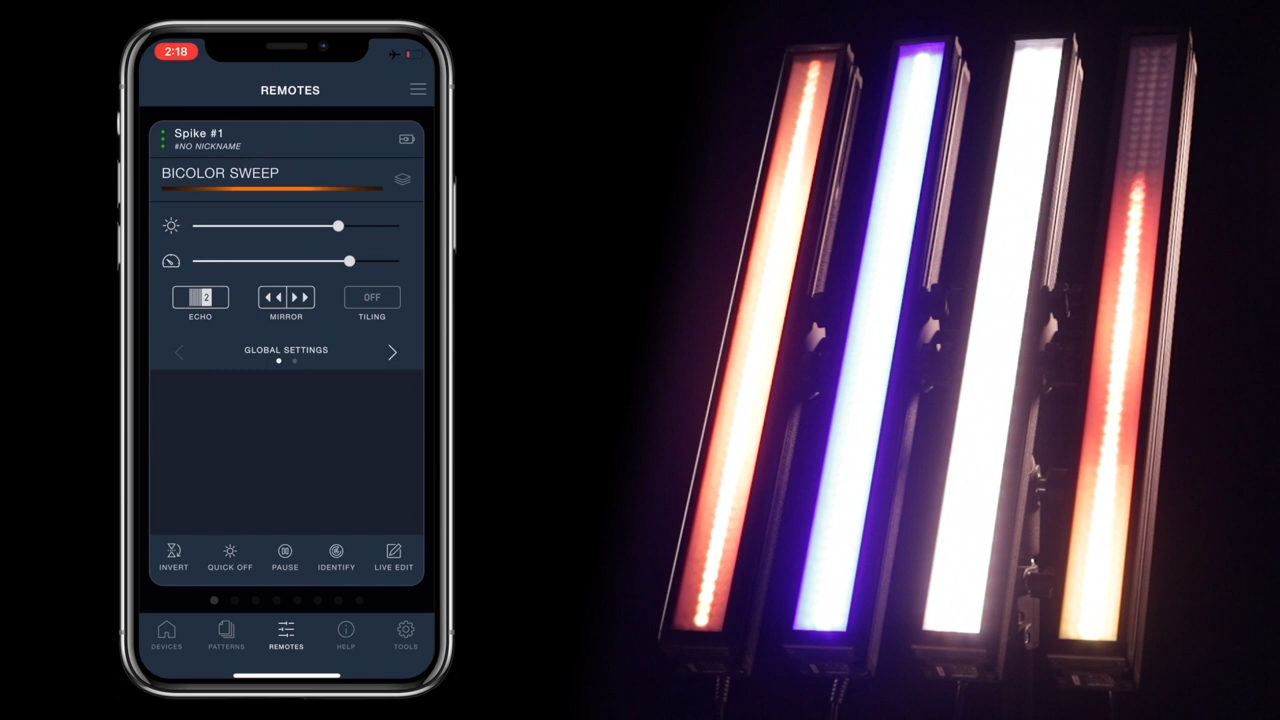 2:18
REMOTES
Spike #1
#NO NICKNAME
BICOLOR SWEEP
2
OFF
ECHO
MIRROR
TILING
GLOBAL SETTINGS
INVERT
QUICK OFF
PAUSE
IDENTIFY
LIVE EDIT
DEVICES
PATTERNS
REMOTES
HELP
TOOLS